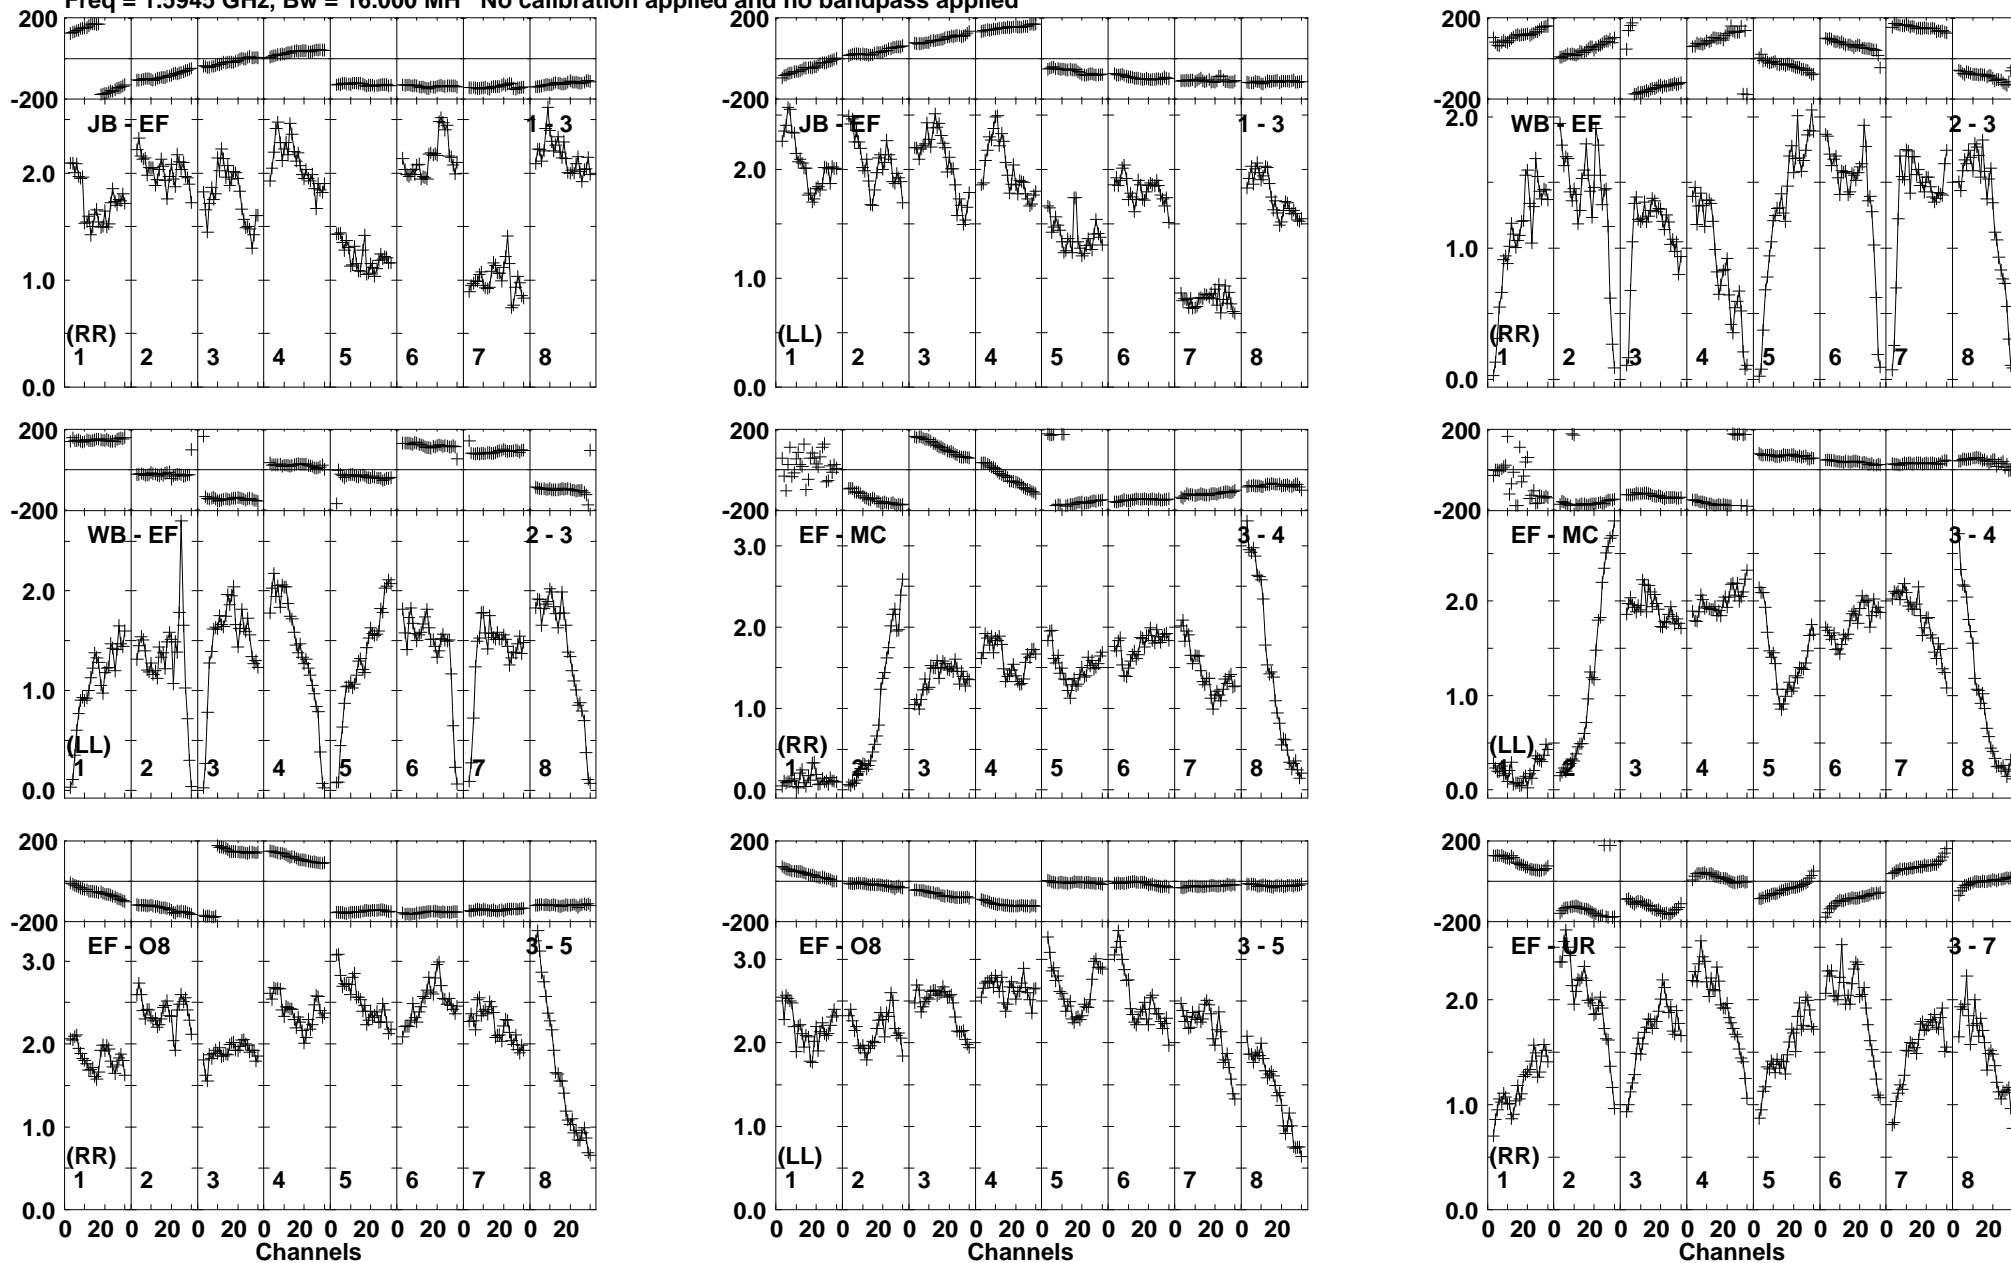 Freq = 1.5945 GHz, Bw = 16.000 MH No calibration applied and no bandpass applied
200 200 200
-200 -200 -200
JB - EF 1 - 3 JB - EF 1 - 3 WB - EF 2 - 3
2.0 2.0 2.0
1.0 1.0 1.0
(RR) (LL) (RR)
1 2 3 4 5 6 7 8 1 2 3 4 5 6 7 8 1 2 3 4 5 6 7 8
0.0 0.0 0.0
200 200 200
-200 -200 -200
WB - EF 2 - 3 EF - MC 3 - 4 EF - MC 3 - 4
3.0
2.0 2.0 2.0
1.0 1.0 1.0
(LL) (RR) (LL)
1 2 3 4 5 6 7 8 1 2 3 4 5 6 7 8 1 2 3 4 5 6 7 8
0.0 0.0 0.0
200 200 200
-200 -200 -200
EF - O8 3 - 5 EF - O8 3 - 5 EF - UR 3 - 7
3.0 3.0
2.0 2.0 2.0
1.0 1.0 1.0
(RR) (LL) (RR)
1 2 3 4 5 6 7 8 1 2 3 4 5 6 7 8 1 2 3 4 5 6 7 8
0.0 0.0 0.0
0 20 0 20 0 20 0 20 0 20 0 20 0 20 0 20 0 20 0 20 0 20 0 20 0 20 0 20 0 20 0 20 0 20 0 20 0 20 0 20 0 20 0 20 0 20 0 20
Channels Channels Channels